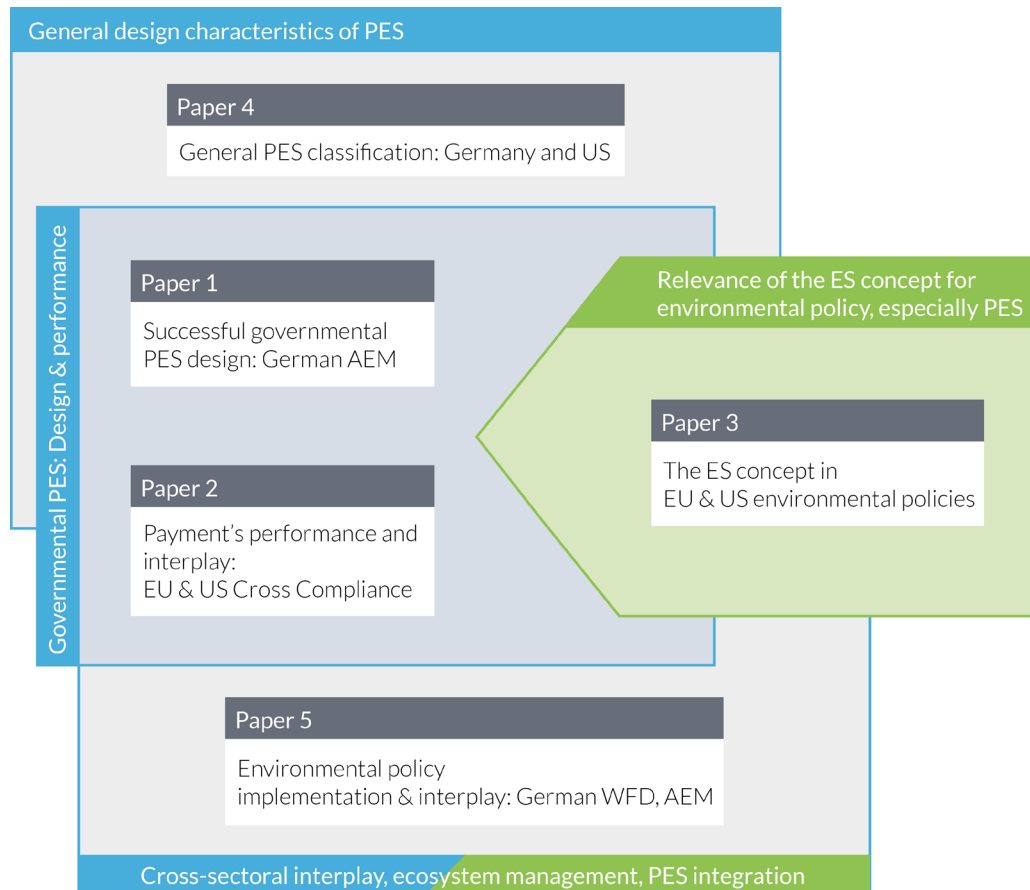 General design characteristics of PES
Paper 4
General PES classification: Germany and US
Governmental PES: Design & performance
Paper 1
Successful governmental
PES design: German AEM
Paper 2
Payment's performance and
interplay:
EU & US Cross Compliance
Relevance of the ES concept for
environmental policy, especially PES
Paper 3
The ES concept in
EU & US environmental policies
Paper 5
Environmental policy
implementation & interplay: German WFD, AEM
Cross-sectoral interplay, ecosystem management, PES integration